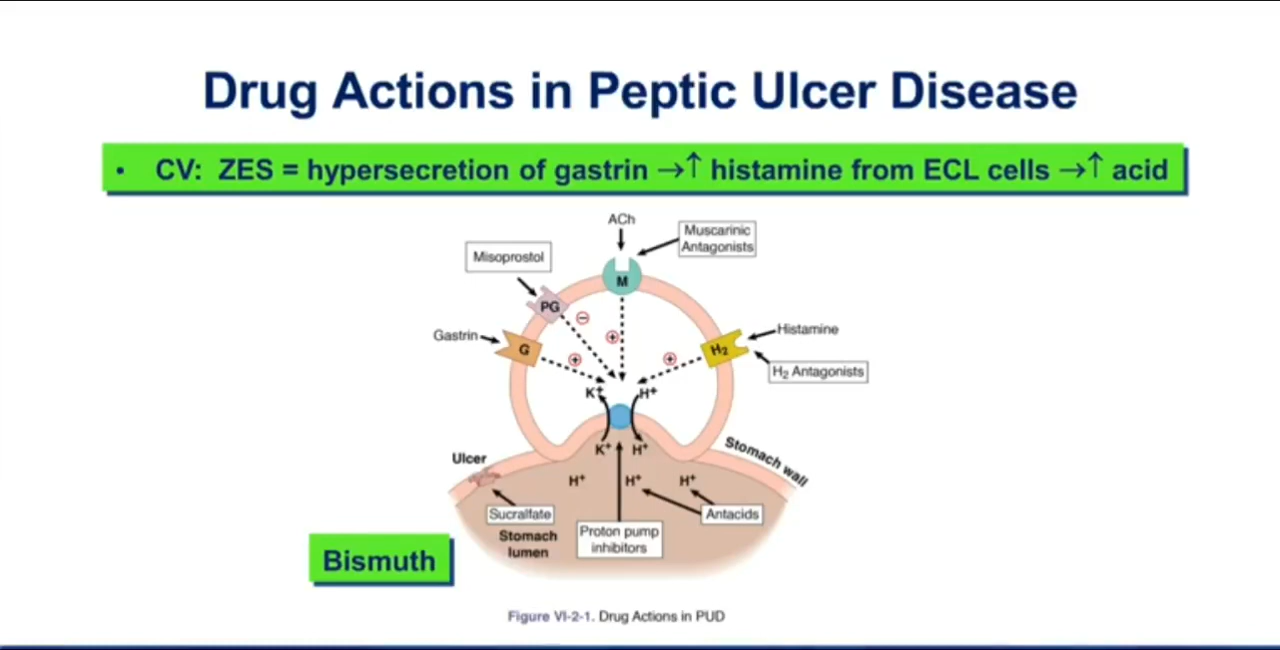 Drug Actions in Peptic Ulcer Disease
• CV: ZES = hypersecretion of gastrin →↑ histamine from ECL cells →↑ acid
ACh
Muscarinic
Antagonists
Misoprostol
M
PG
−
Gastrin
G
+
+
+
H₂
Histamine
H₂ Antagonists
K⁺
H⁺
K⁺
H⁺
Ulcer
Stomach wall
H⁺
H⁺
H⁺
Sucralfate
Antacids
Stomach
lumen
Proton pump
inhibitors
Bismuth
Figure VI-2-1. Drug Actions in PUD